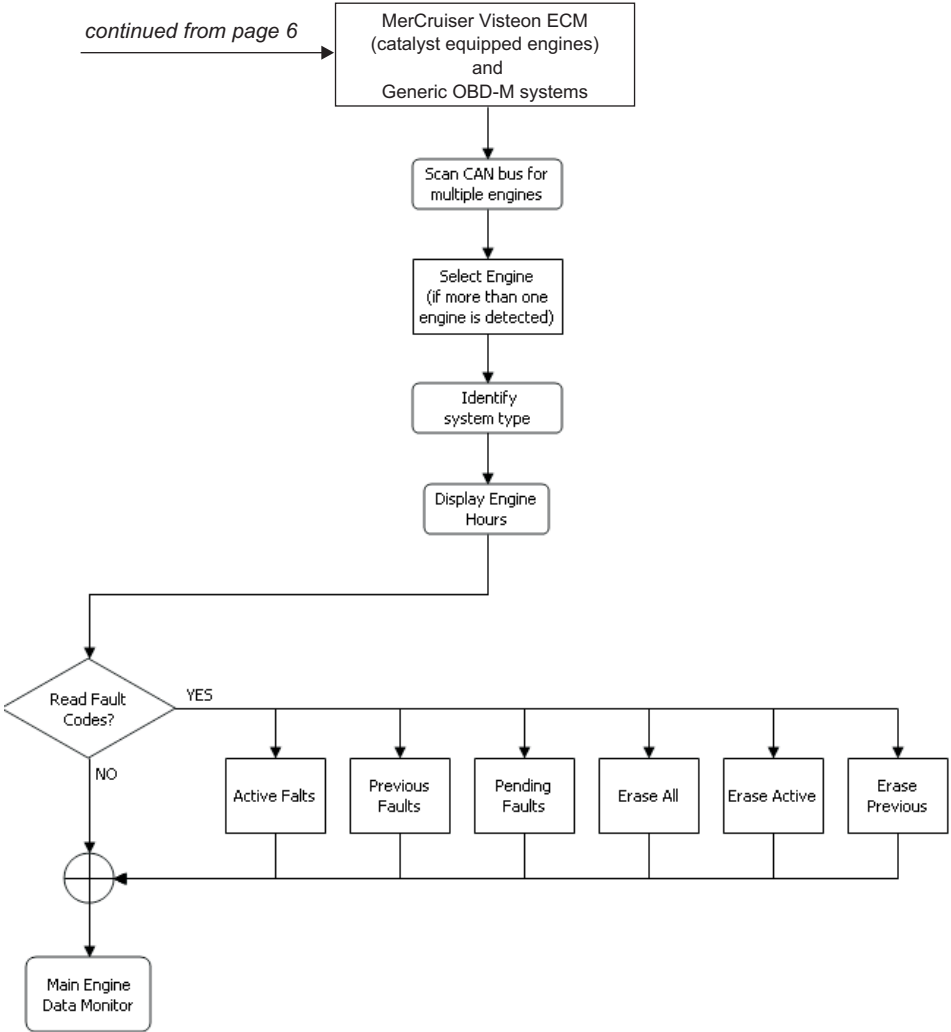 continued from page 6
MerCruiser Visteon ECM
(catalyst equipped engines)
and
Generic OBD-M systems
Scan CAN bus for
multiple engines
Select Engine
(if more than one
engine is detected)
Identify
system type
Display Engine
Hours
Read Fault
Codes?
YES
NO
Active Falts
Previous
Faults
Pending
Faults
Erase All
Erase Active
Erase
Previous
Main Engine
Data Monitor